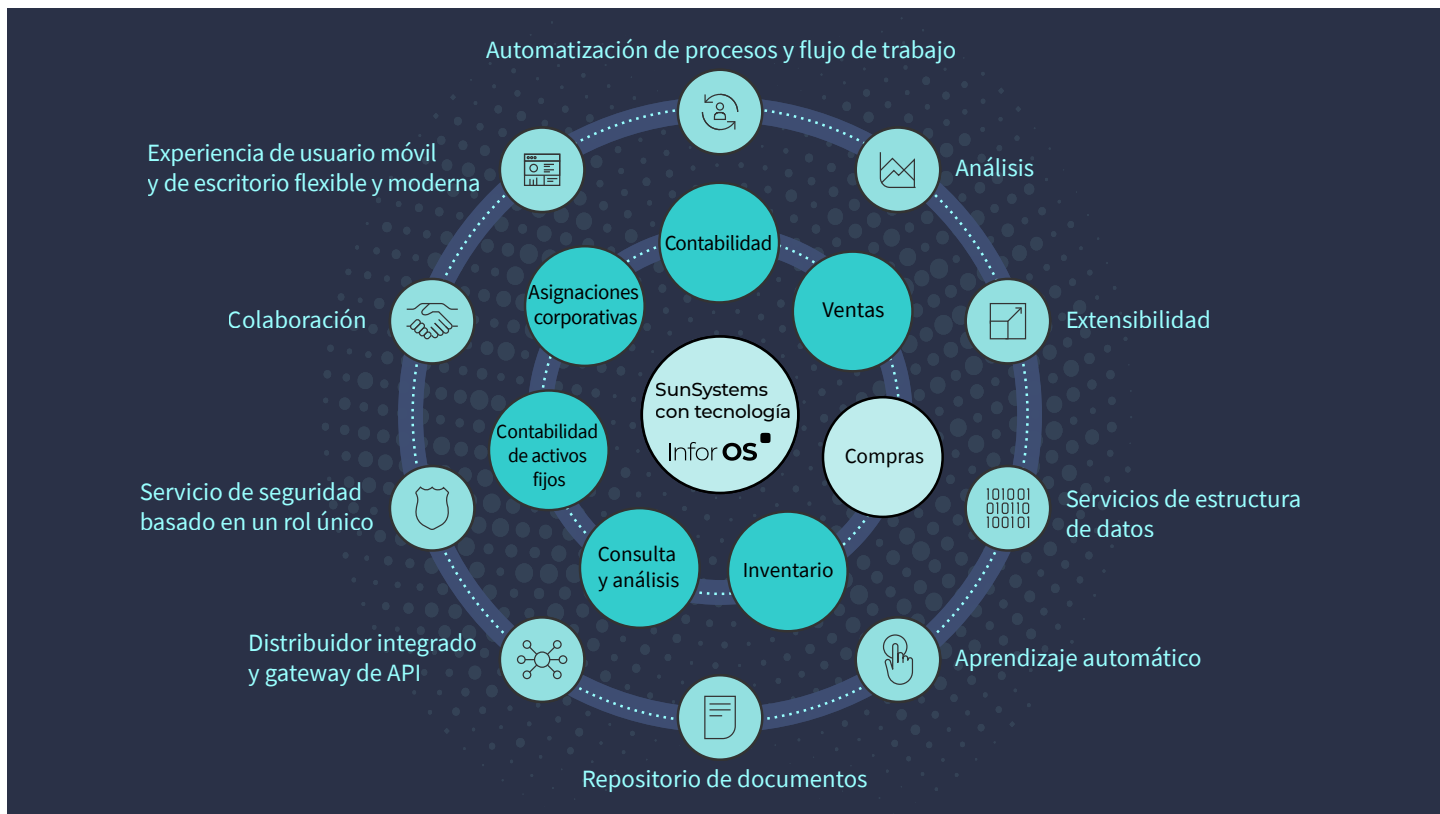 Automatización de procesos y flujo de trabajo
Experiencia de usuario móvil
y de escritorio flexible y moderna
Análisis
Contabilidad
Asignaciones
corporativas
Ventas
Colaboración
Extensibilidad
SunSystems
con tecnología
Infor OS
Contabilidad
de activos
fijos
Compras
Servicio de seguridad
basado en un rol único
101001
010110
100101
Servicios de estructura
de datos
Consulta
y análisis
Inventario
Distribuidor integrado
y gateway de API
Aprendizaje automático
Repositorio de documentos